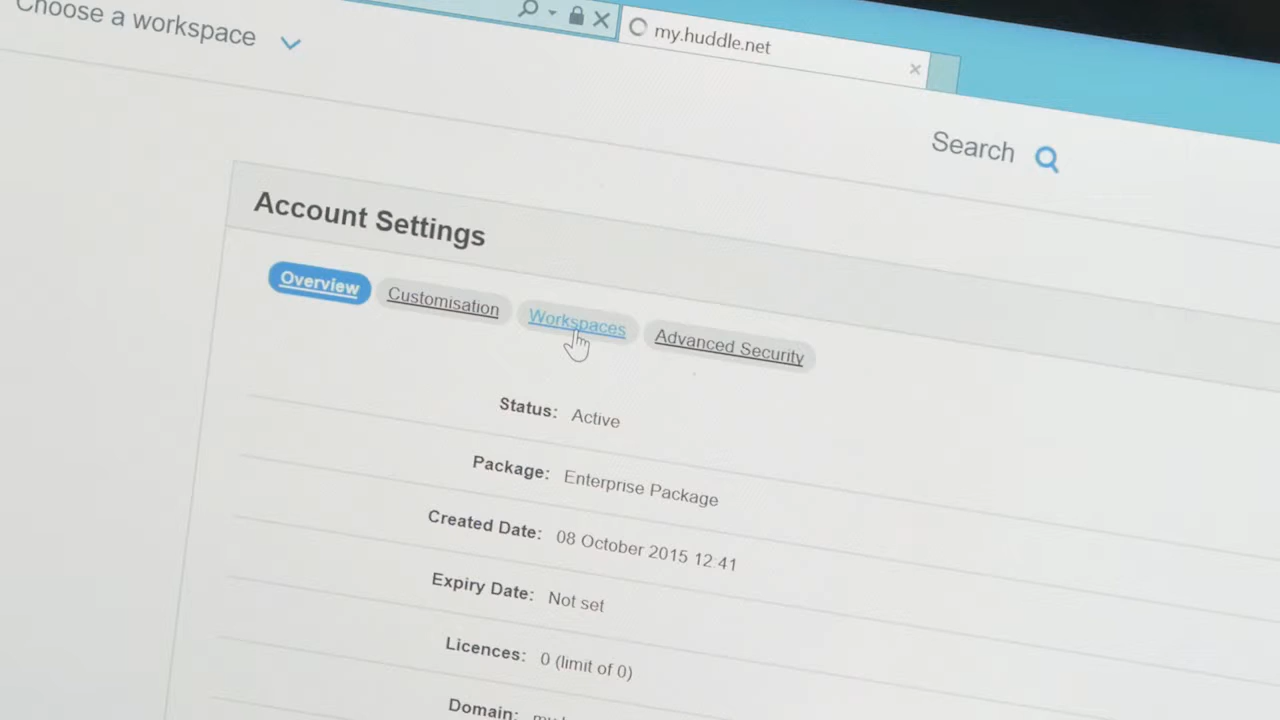 Choose a workspace
my.huddle.net
Search
Account Settings
Overview Customisation Workspaces Advanced Security
Status: Active
Package: Enterprise Package
Created Date: 08 October 2015 12:41
Expiry Date: Not set
Licences: 0 (limit of 0)
Domain: